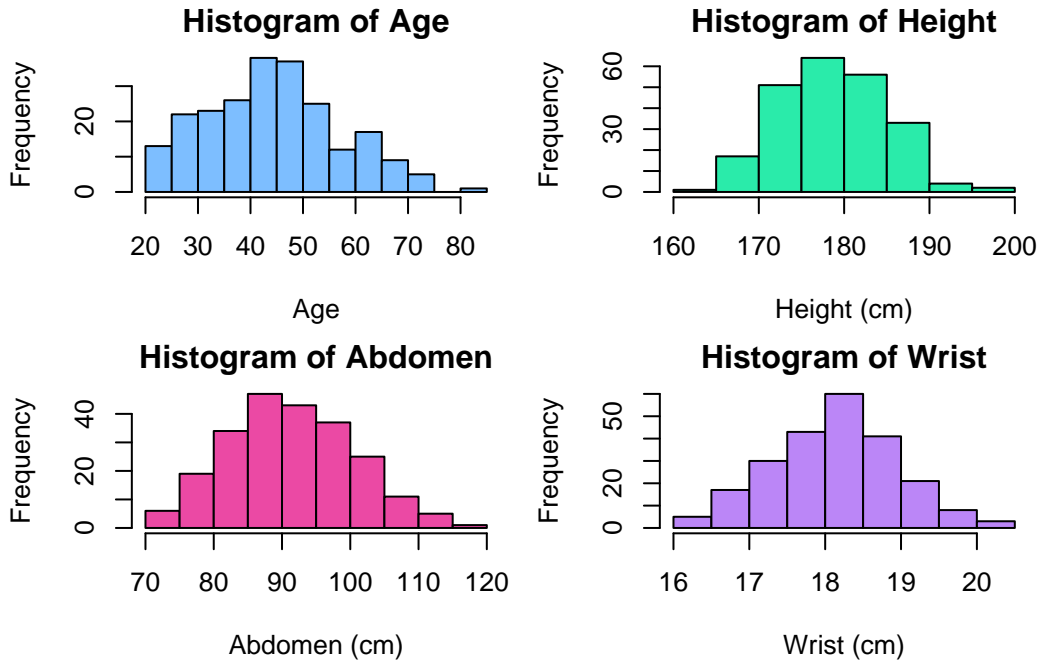 Histogram of Age
Frequency
0
20
20 30 40 50 60 70 80
Age
Histogram of Height
Frequency
0
30
60
160 170 180 190 200
Height (cm)
Histogram of Abdomen
Frequency
0
20
40
70 80 90 100 110 120
Abdomen (cm)
Histogram of Wrist
Frequency
0
20
50
16 17 18 19 20
Wrist (cm)